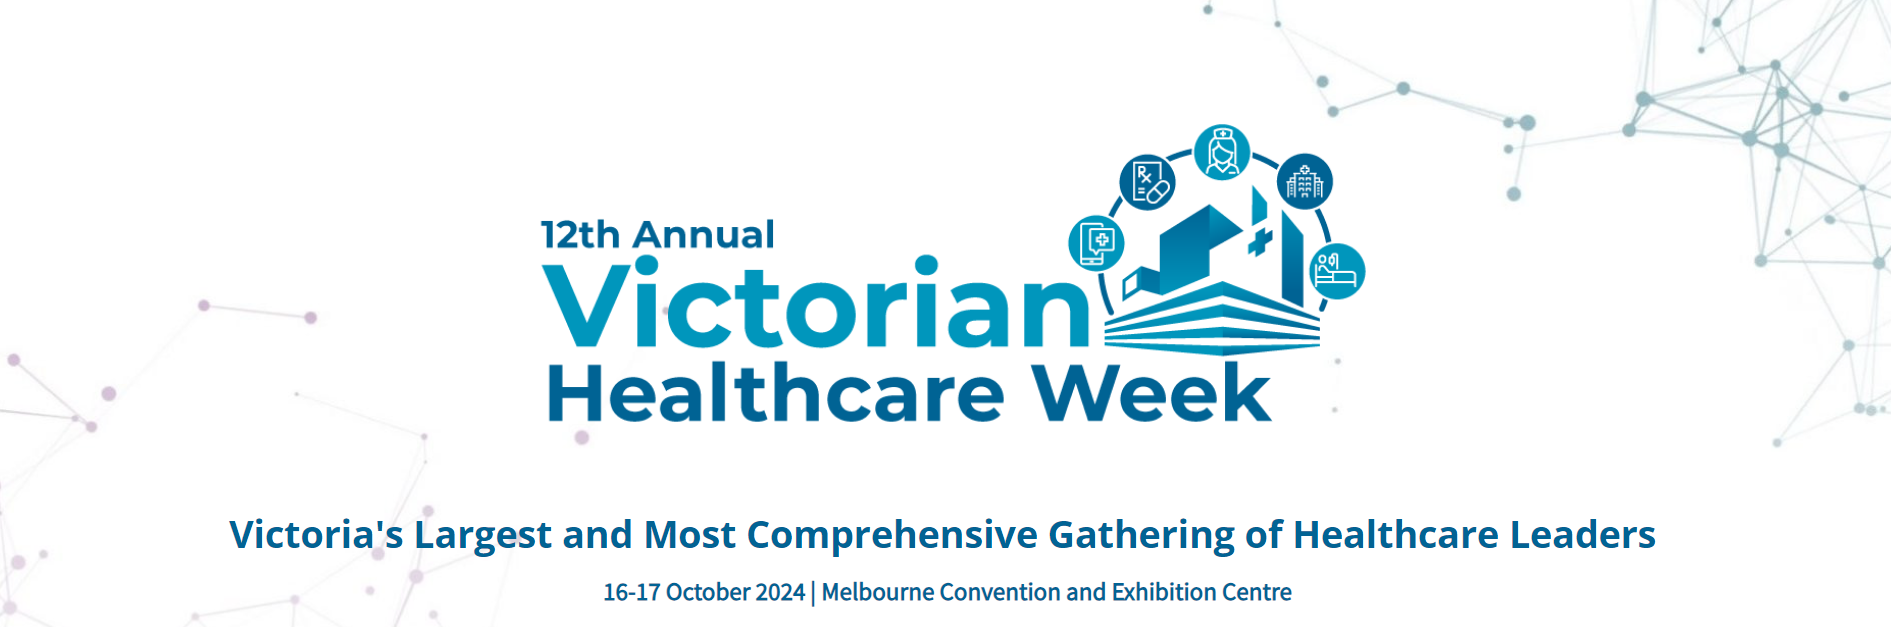 12th Annual
Victorian
Healthcare Week
Rx
Victoria's Largest and Most Comprehensive Gathering of Healthcare Leaders
16-17 October 2024 | Melbourne Convention and Exhibition Centre